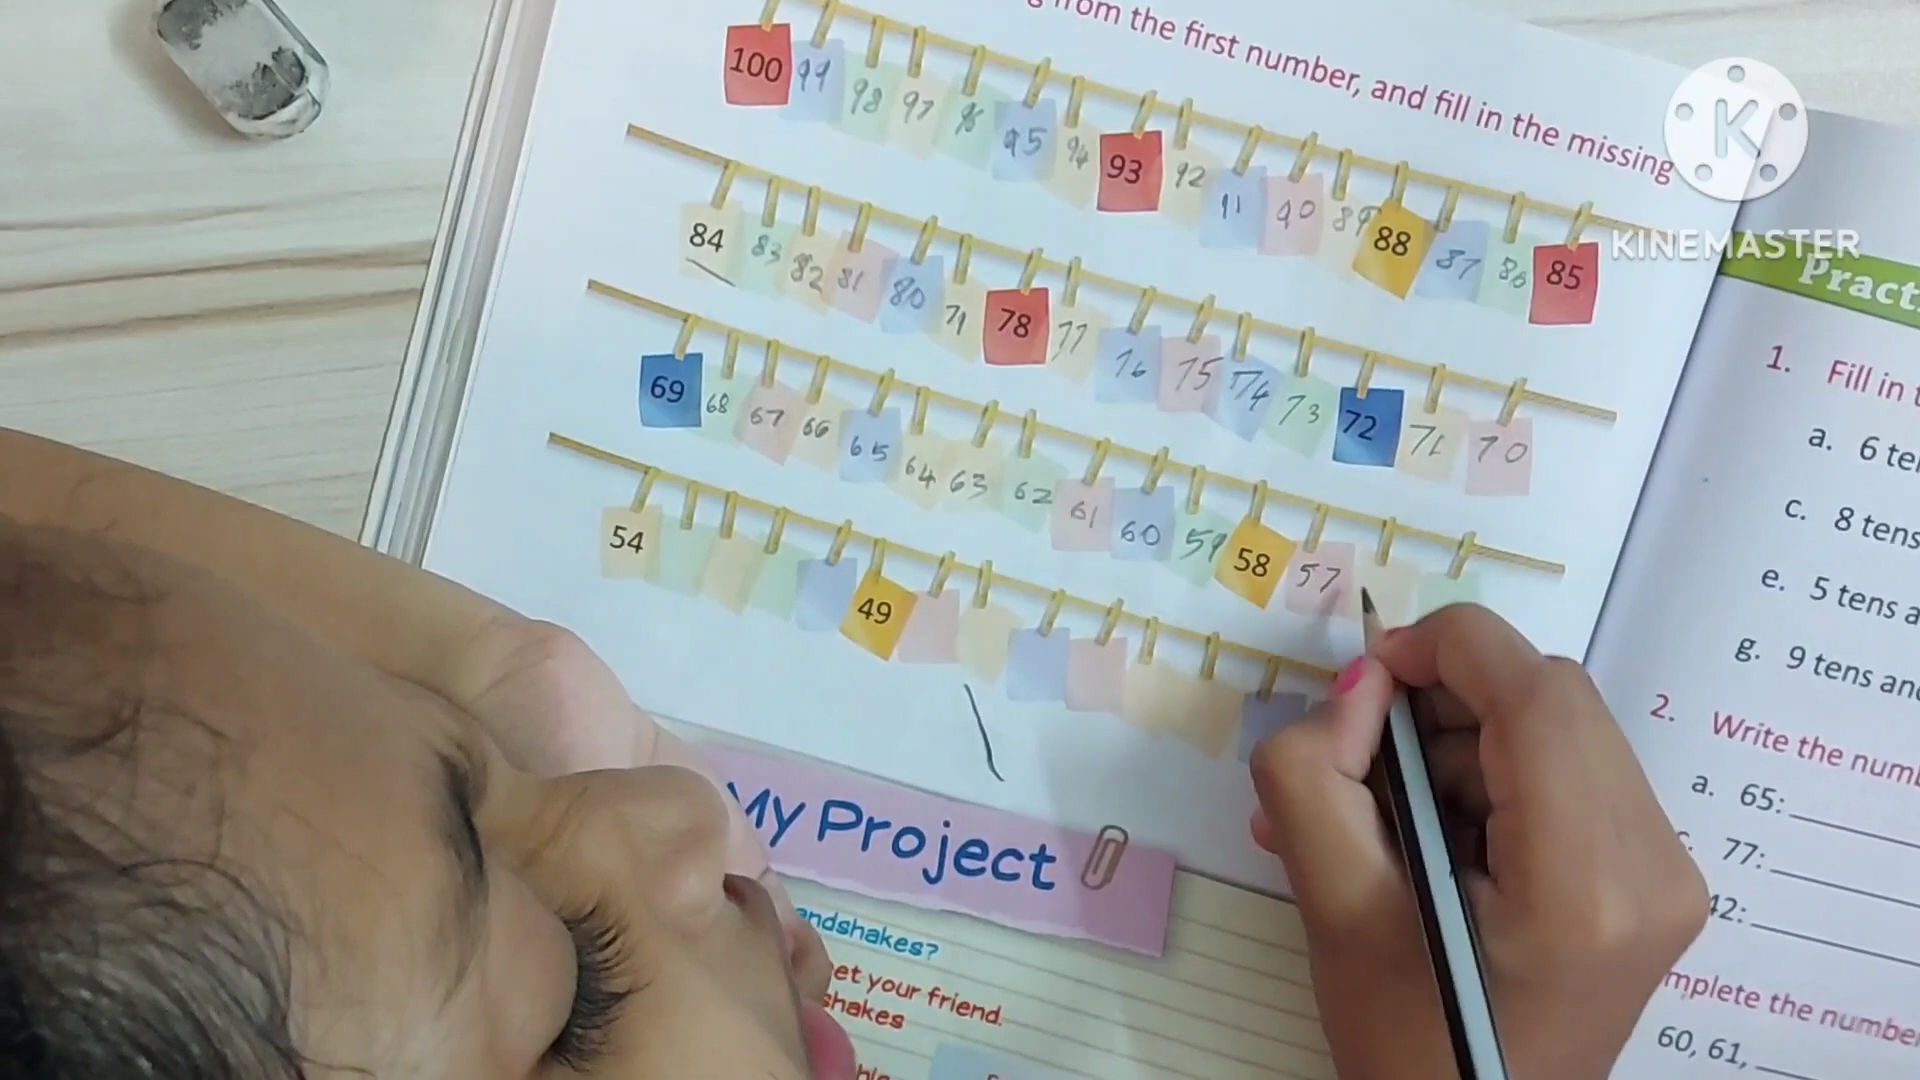 from the first number, and fill in the missing
100 99 98 97 96 95 94 93 92 91 90 89 88 87 86 85
84 83 82 81 80 79 78 77 76 75 74 73 72 71 70
69 68 67 66 65 64 63 62 61 60 59 58 57
54 49
My Project
andshakes?
et your friend.
shakes
K
KINEMASTER
Pract
1. Fill in
a. 6 te
c. 8 tens
e. 5 tens a
g. 9 tens an
2. Write the num
a. 65:
77:
42:
mplete the number
60, 61,